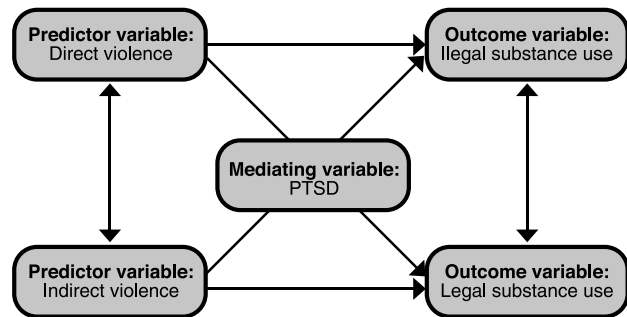 Predictor variable:
Direct violence
Outcome variable:
Ilegal substance use
Mediating variable:
PTSD
Predictor variable:
Indirect violence
Outcome variable:
Legal substance use